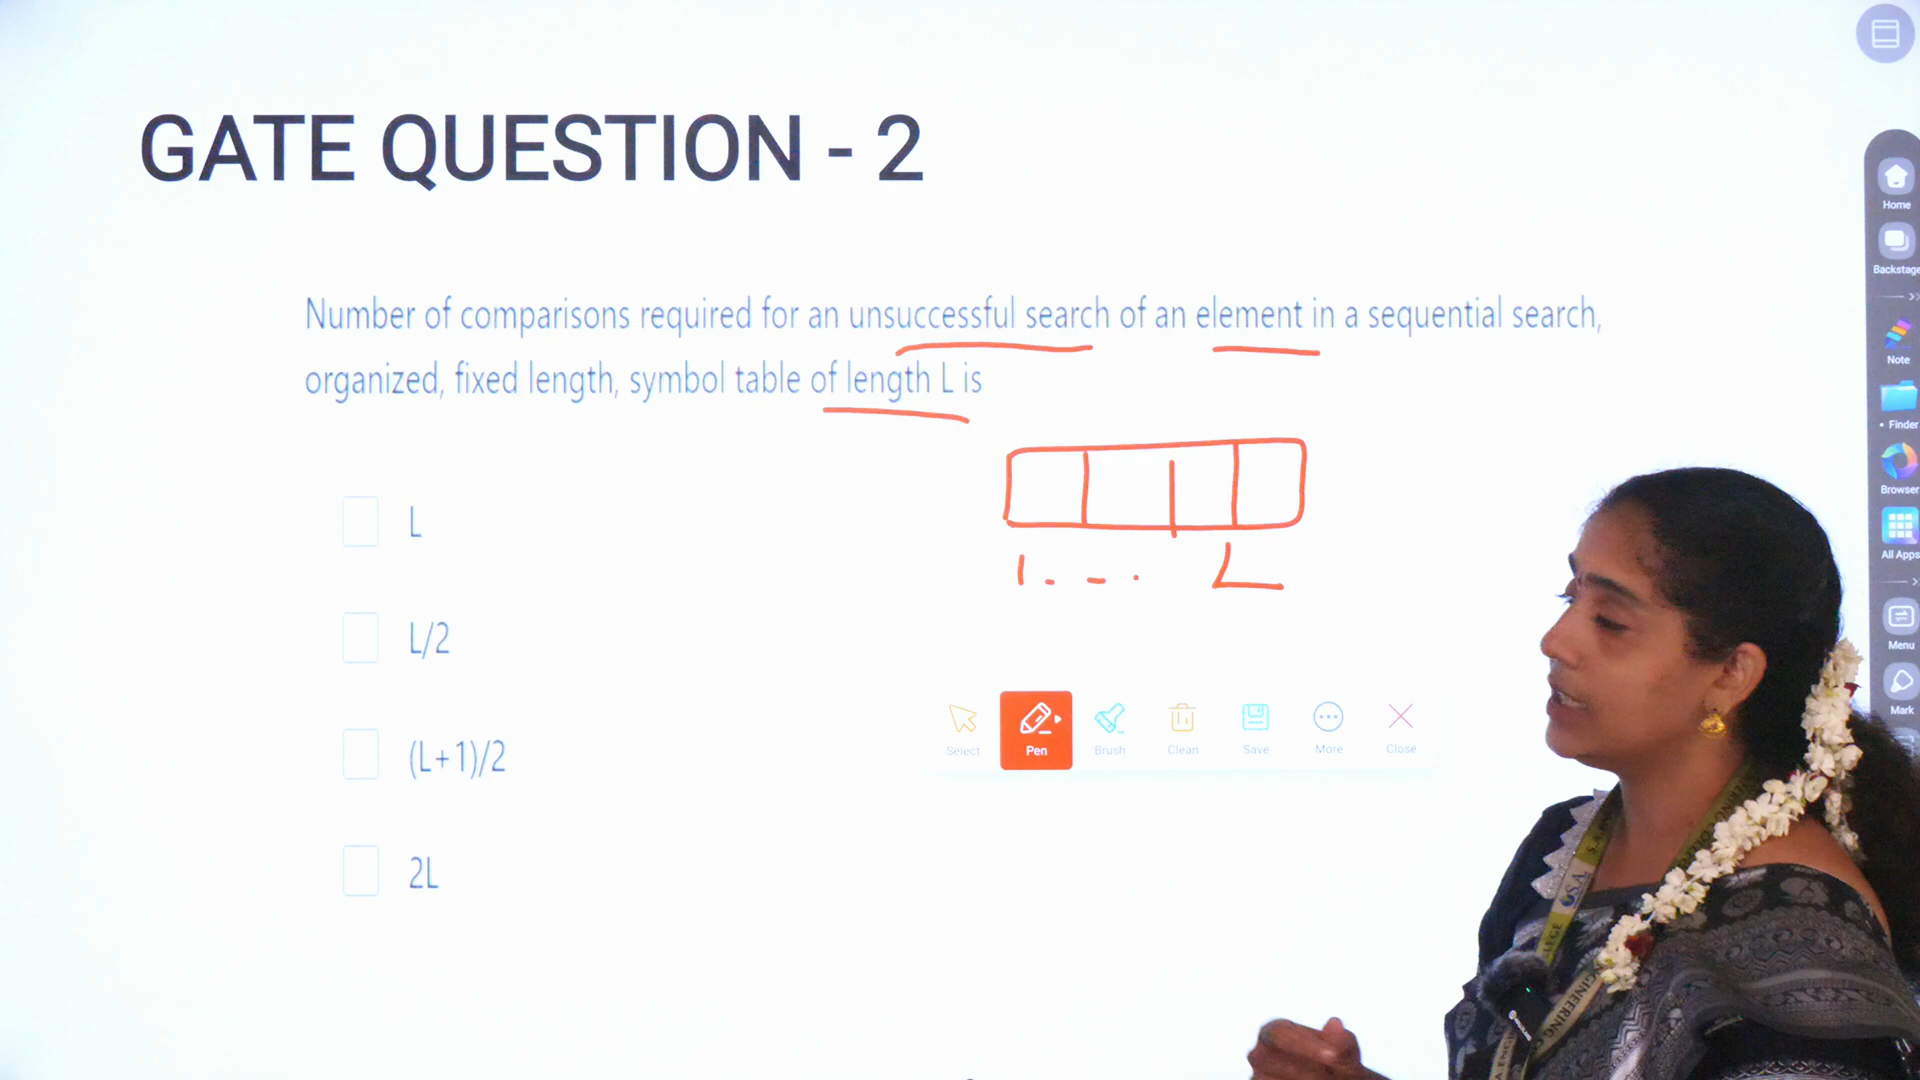 GATE QUESTION - 2
Number of comparisons required for an unsuccessful search of an element in a sequential search,
organized, fixed length, symbol table of length L is
1 - - . L
L
L/2
(L+1)/2
2L
Select
Pen
Brush
Clean
Save
More
Close
Home
Backstage
Note
Finder
Browser
All Apps
Menu
Mark